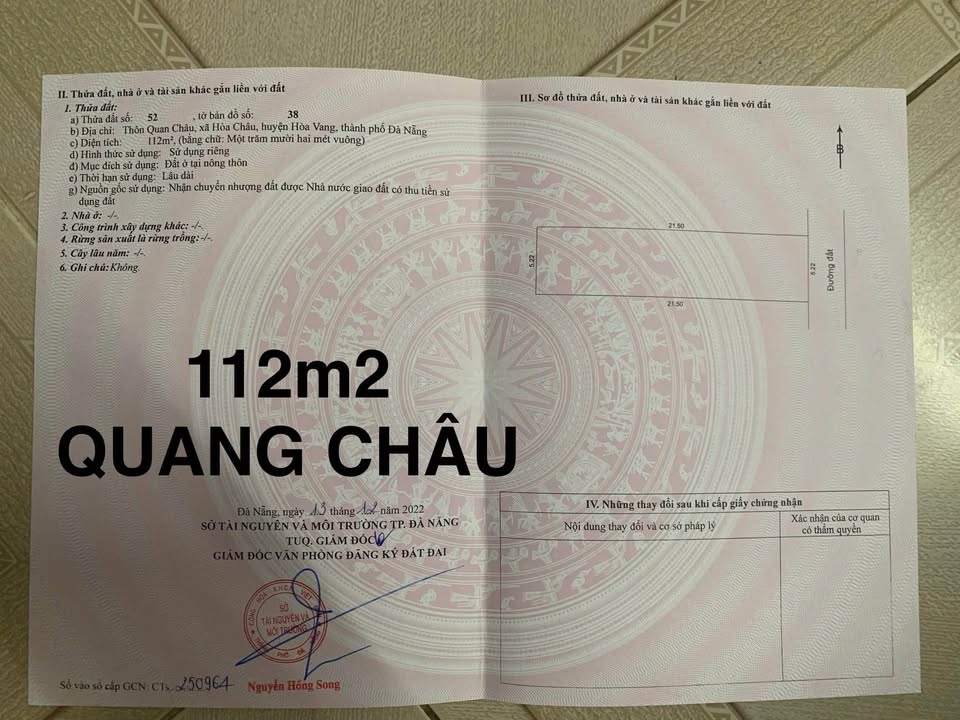 II. Thửa đất, nhà ở và tài sản khác gắn liền với đất
1. Thửa đất:
a) Thửa đất số: 52 , tờ bản đồ số: 38
b) Địa chỉ: Thôn Quan Châu, xã Hòa Châu, huyện Hòa Vang, thành phố Đà Nẵng
c) Diện tích: 112m², (bằng chữ: Một trăm mười hai mét vuông)
d) Hình thức sử dụng: Sử dụng riêng
đ) Mục đích sử dụng: Đất ở tại nông thôn
e) Thời hạn sử dụng: Lâu dài
g) Nguồn gốc sử dụng: Nhận chuyển nhượng đất được Nhà nước giao đất có thu tiền sử
dụng đất
2. Nhà ở: -/-.
3. Công trình xây dựng khác: -/-.
4. Rừng sản xuất là rừng trồng: -/-.
5. Cây lâu năm: -/-.
6. Ghi chú: Không.
112m2
QUANG CHÂU
Đà Nẵng, ngày 13 tháng 12 năm 2022
SỞ TÀI NGUYÊN VÀ MÔI TRƯỜNG TP. ĐÀ NẴNG
TUQ. GIÁM ĐỐC
GIÁM ĐỐC VĂN PHÒNG ĐĂNG KÝ ĐẤT ĐAI
CỘNG HÒA X.H.C.N VIỆT
SỞ
TÀI NGUYÊN VÀ
MÔI TRƯỜNG
Số vào sổ cấp GCN: CTs 250964
Nguyễn Hồng Song
III. Sơ đồ thửa đất, nhà ở và tài sản khác gắn liền với đất
B
21.50
5.22
5.22
Đường đất
21.50
IV. Những thay đổi sau khi cấp giấy chứng nhận
Nội dung thay đổi và cơ sở pháp lý
Xác nhận của cơ quan
có thẩm quyền